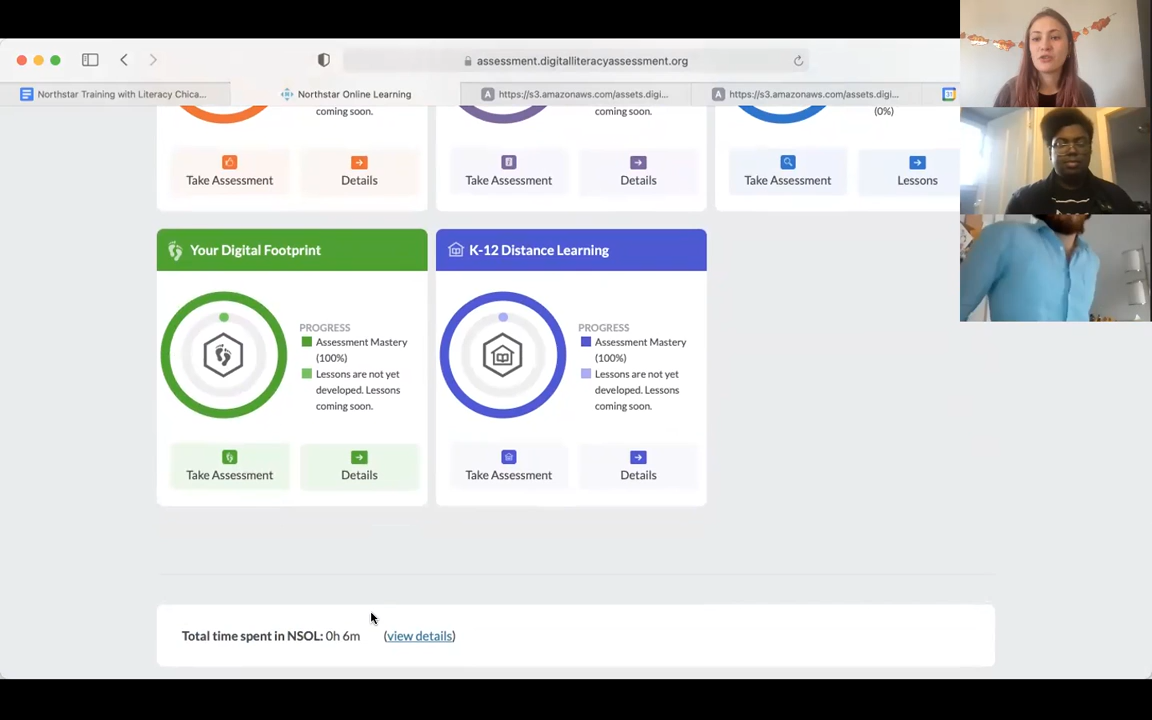 assessment.digitalliteracyassessment.org
Northstar Training with Literacy Chica...
Northstar Online Learning
https://s3.amazonaws.com/assets.digi...
https://s3.amazonaws.com/assets.digi...
coming soon.
coming soon.
(0%)
Take Assessment
Details
Take Assessment
Details
Take Assessment
Lessons
Your Digital Footprint
PROGRESS
Assessment Mastery
(100%)
Lessons are not yet
developed. Lessons
coming soon.
Take Assessment
Details
K-12 Distance Learning
PROGRESS
Assessment Mastery
(100%)
Lessons are not yet
developed. Lessons
coming soon.
Take Assessment
Details
Total time spent in NSOL: 0h 6m (view details)